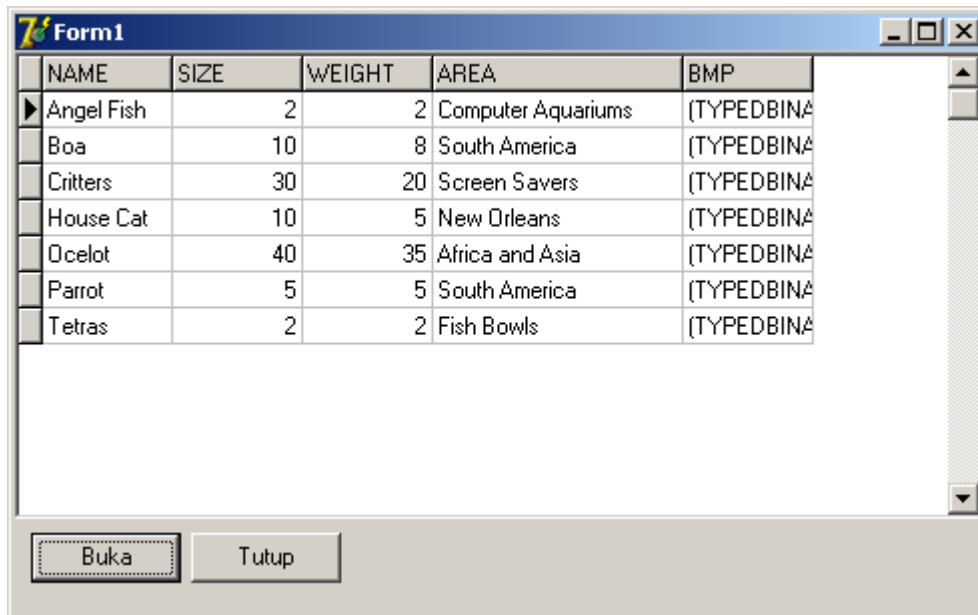 7 Form1
NAME SIZE WEIGHT AREA BMP
Angel Fish 2 2 Computer Aquariums (TYPEDBINA
Boa 10 8 South America (TYPEDBINA
Critters 30 20 Screen Savers (TYPEDBINA
House Cat 10 5 New Orleans (TYPEDBINA
Ocelot 40 35 Africa and Asia (TYPEDBINA
Parrot 5 5 South America (TYPEDBINA
Tetras 2 2 Fish Bowls (TYPEDBINA
Buka Tutup